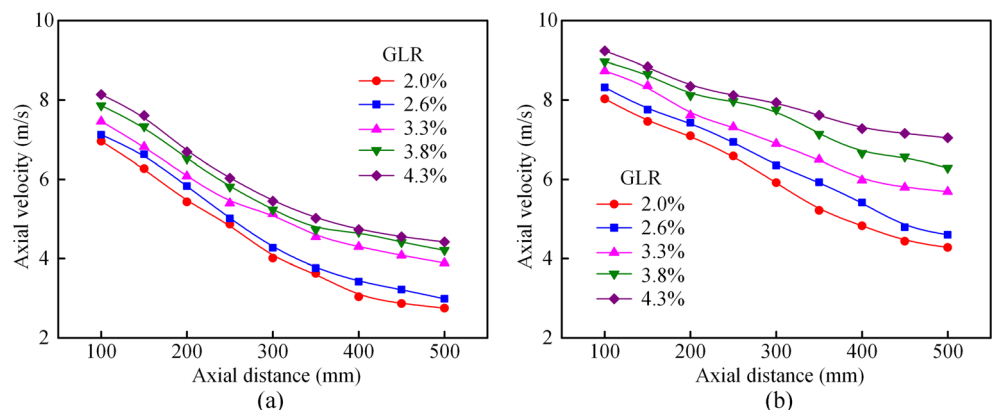 10
8
6
4
2
Axial velocity (m/s)
GLR
2.0%
2.6%
3.3%
3.8%
4.3%
100 200 300 400 500
Axial distance (mm)
(a)
10
8
6
4
2
Axial velocity (m/s)
GLR
2.0%
2.6%
3.3%
3.8%
4.3%
100 200 300 400 500
Axial distance (mm)
(b)